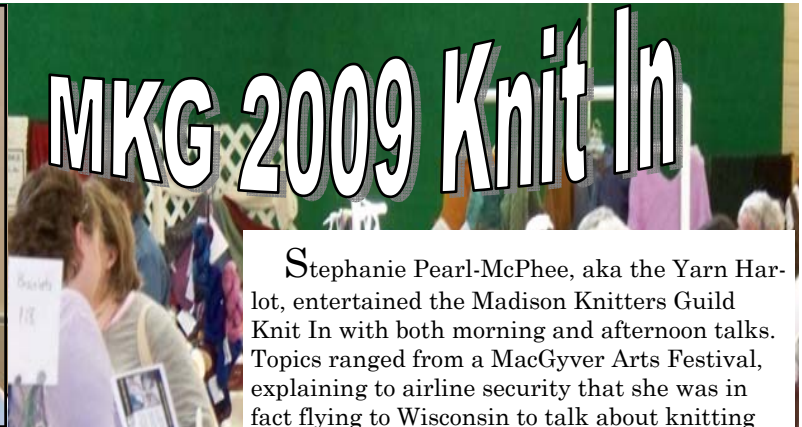 MKG 2009 Knit In
Stephanie Pearl-McPhee, aka the Yarn Har-
lot, entertained the Madison Knitters Guild
Knit In with both morning and afternoon talks.
Topics ranged from a MacGyver Arts Festival,
explaining to airline security that she was in
fact flying to Wisconsin to talk about knitting